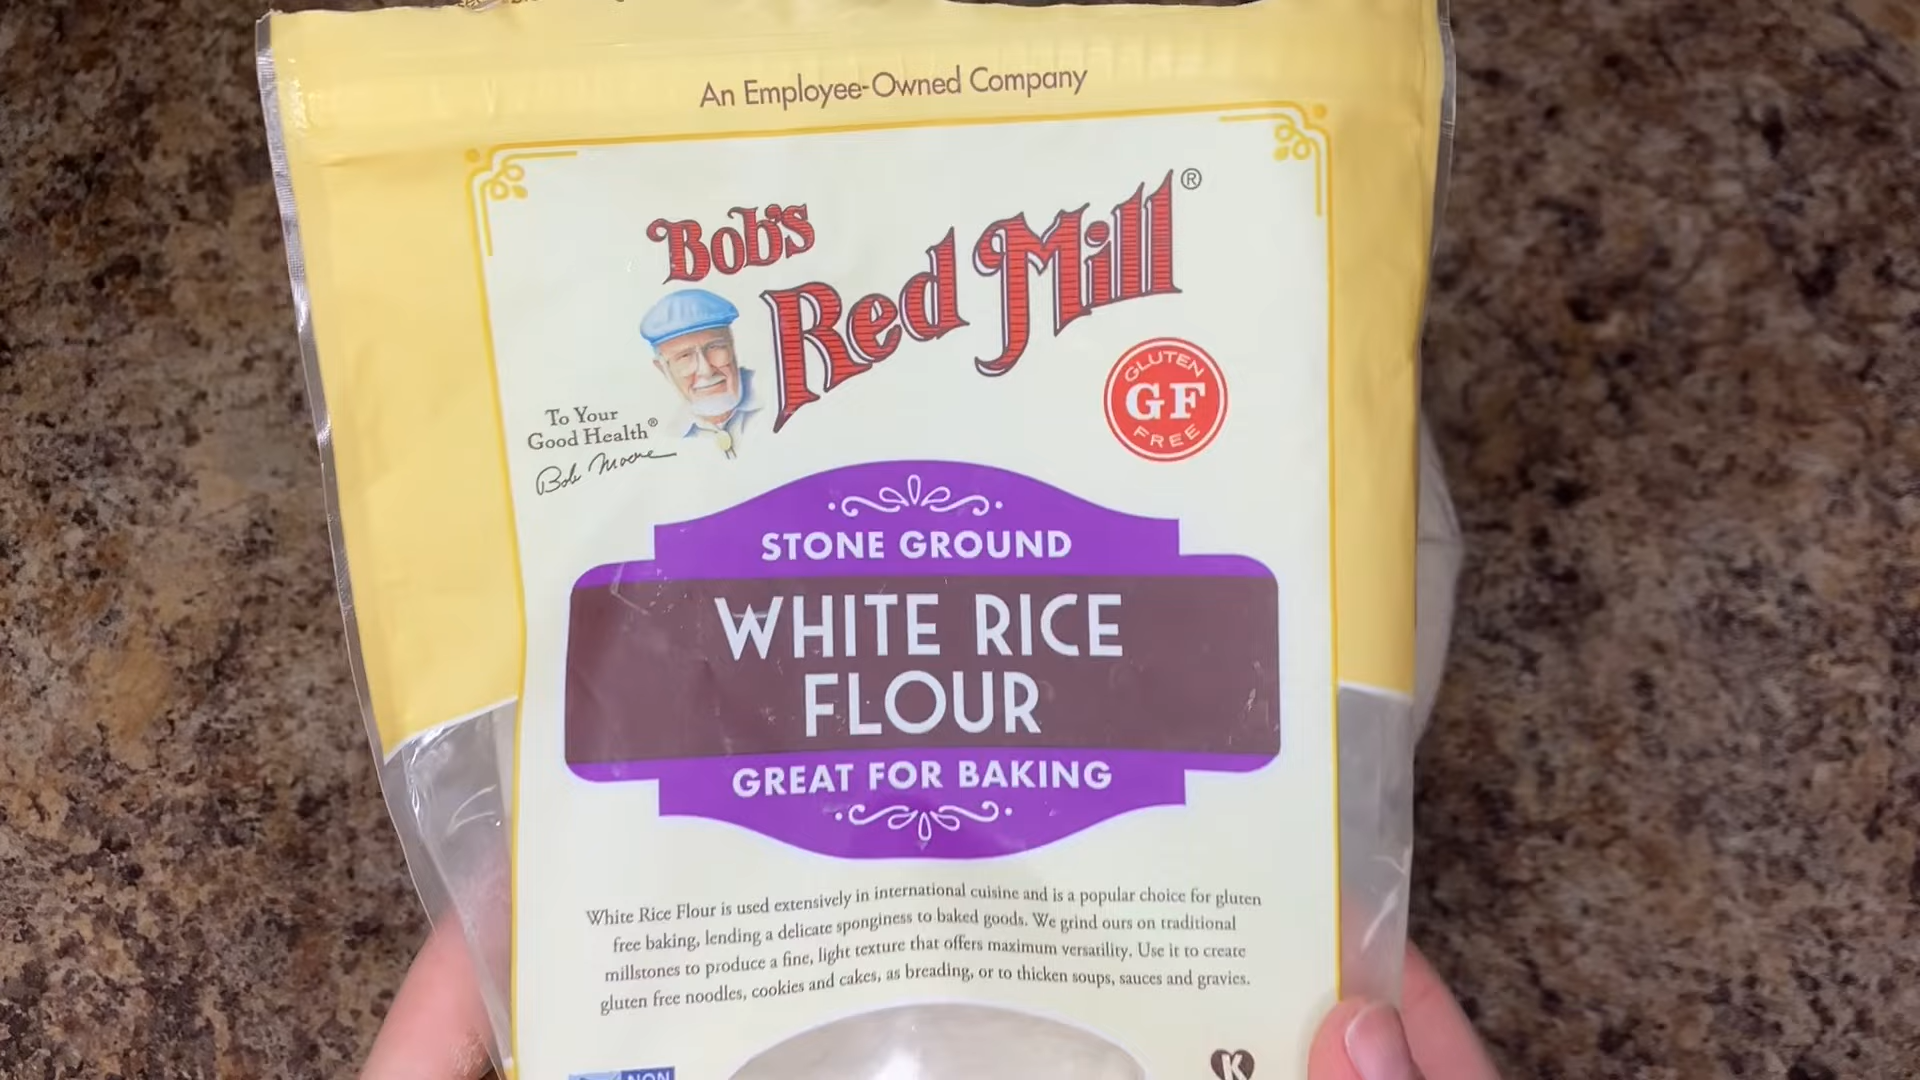 An Employee-Owned Company
Bob's
Red Mill®
GLUTEN
GF
FREE
To Your
Good Health®
Bob Moore
STONE GROUND
WHITE RICE
FLOUR
GREAT FOR BAKING
White Rice Flour is used extensively in international cuisine and is a popular choice for gluten
free baking, lending a delicate sponginess to baked goods. We grind ours on traditional
millstones to produce a fine, light texture that offers maximum versatility. Use it to create
gluten free noodles, cookies and cakes, as breading, or to thicken soups, sauces and gravies.
NON
K